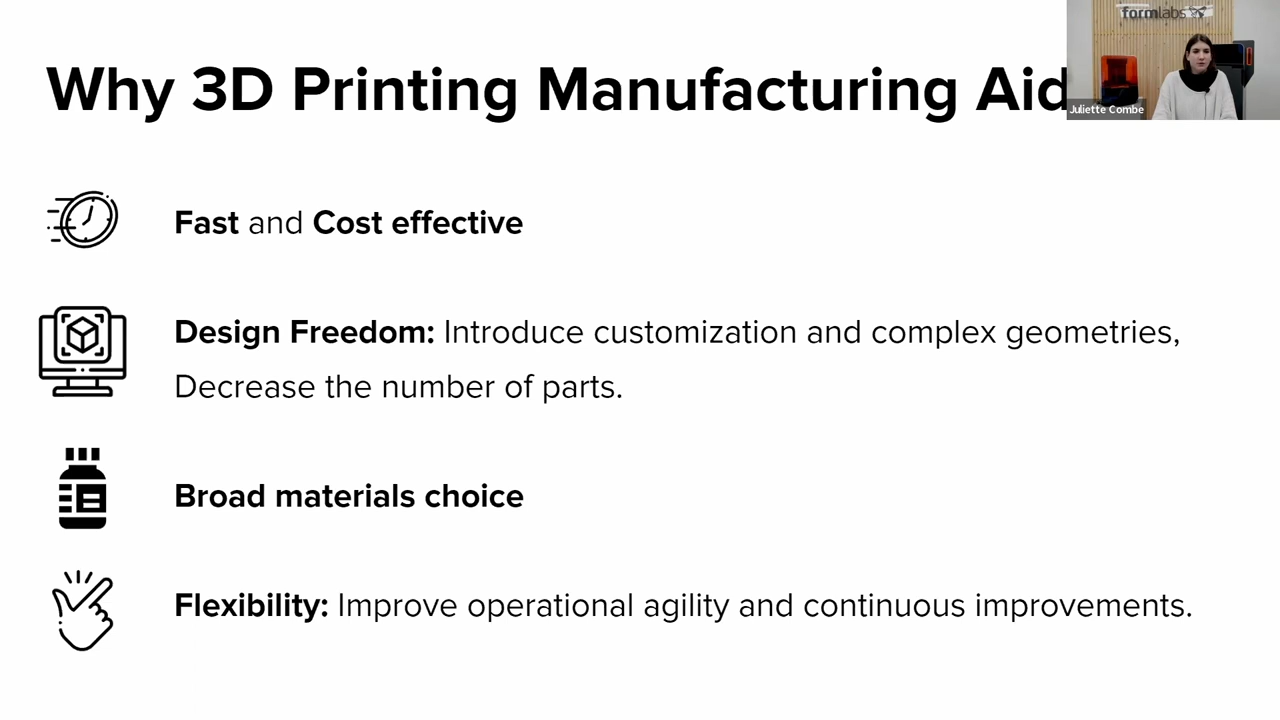 Why 3D Printing Manufacturing Aid
formlabs
Juliette Combe
Fast and Cost effective
Design Freedom: Introduce customization and complex geometries,
Decrease the number of parts.
Broad materials choice
Flexibility: Improve operational agility and continuous improvements.